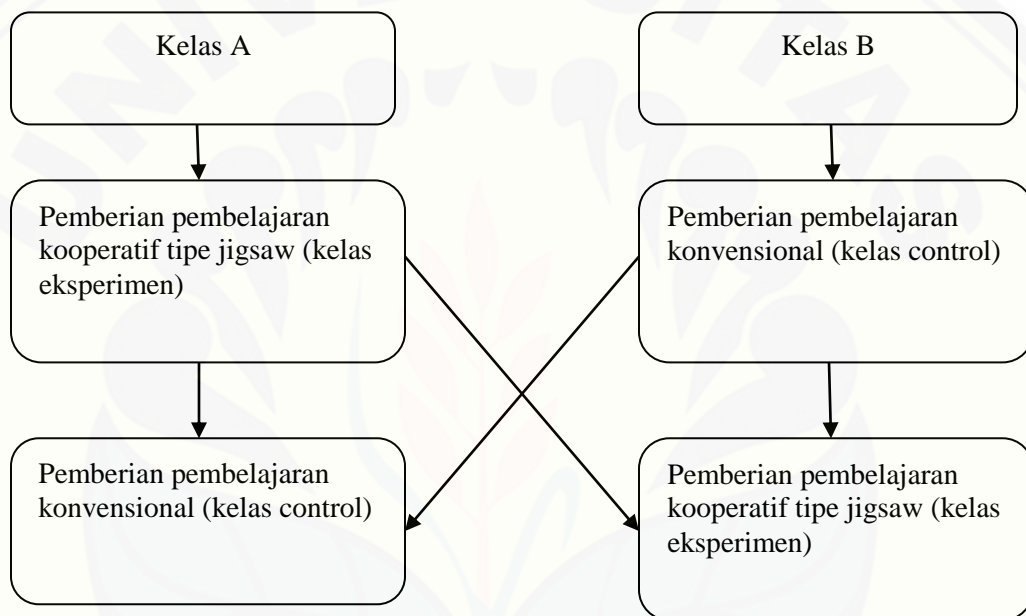 Kelas A
Kelas B
Pemberian pembelajaran
kooperatif tipe jigsaw (kelas
eksperimen)
Pemberian pembelajaran
konvensional (kelas control)
Pemberian pembelajaran
konvensional (kelas control)
Pemberian pembelajaran
kooperatif tipe jigsaw (kelas
eksperimen)